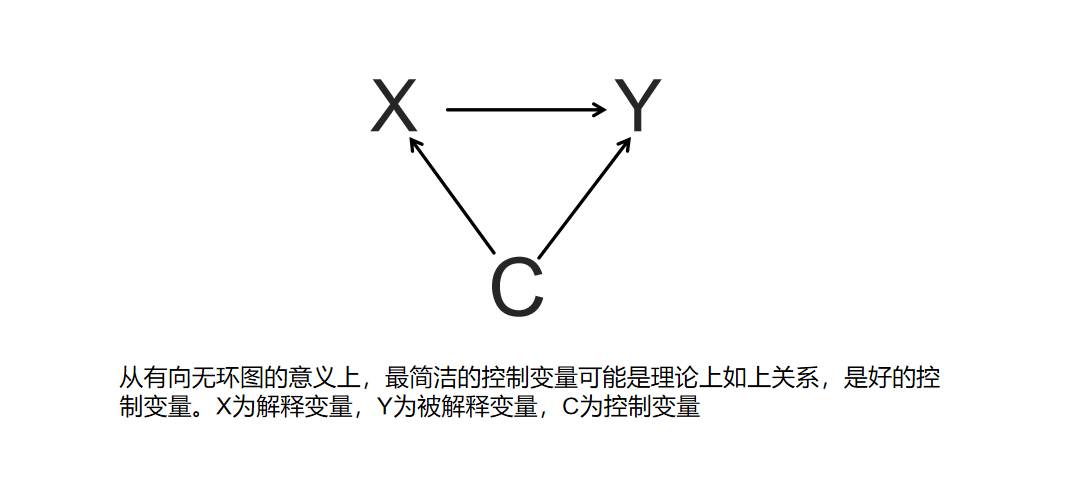 X Y
C
从有向无环图的意义上，最简洁的控制变量可能是理论上如上关系，是好的控
制变量。X为解释变量，Y为被解释变量，C为控制变量